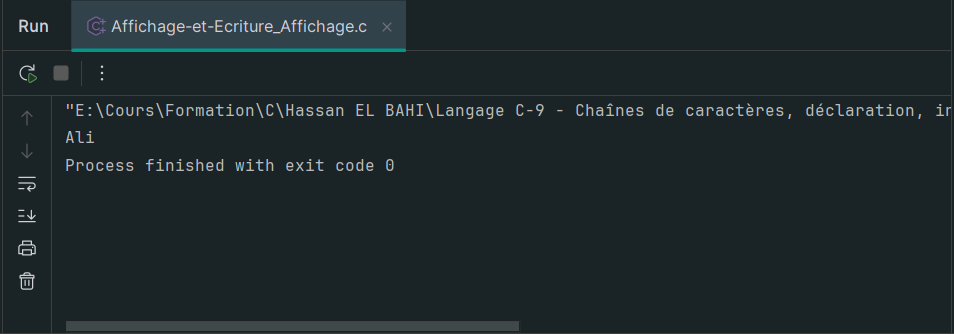 Run Affichage-et-Ecriture_Affichage.c
"E:\Cours\Formation\C\Hassan EL BAHI\Langage C-9 - Chaînes de caractères, déclaration, in
Ali
Process finished with exit code 0